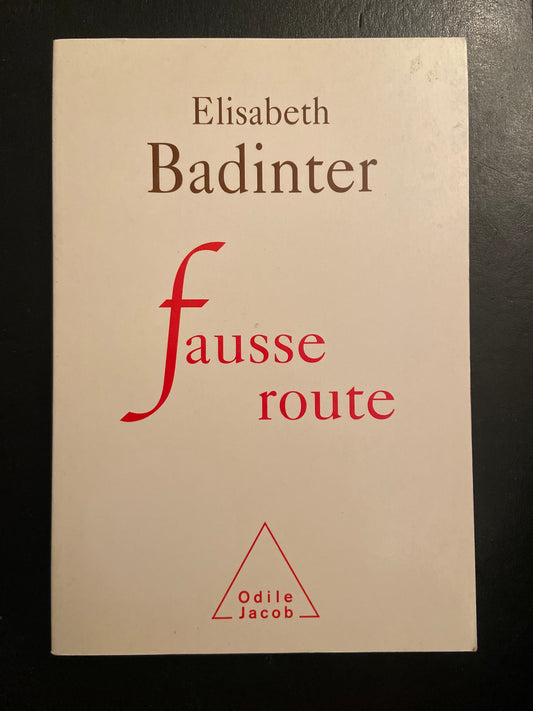 Elisabeth
Badinter
fausse
route
Odile
Jacob